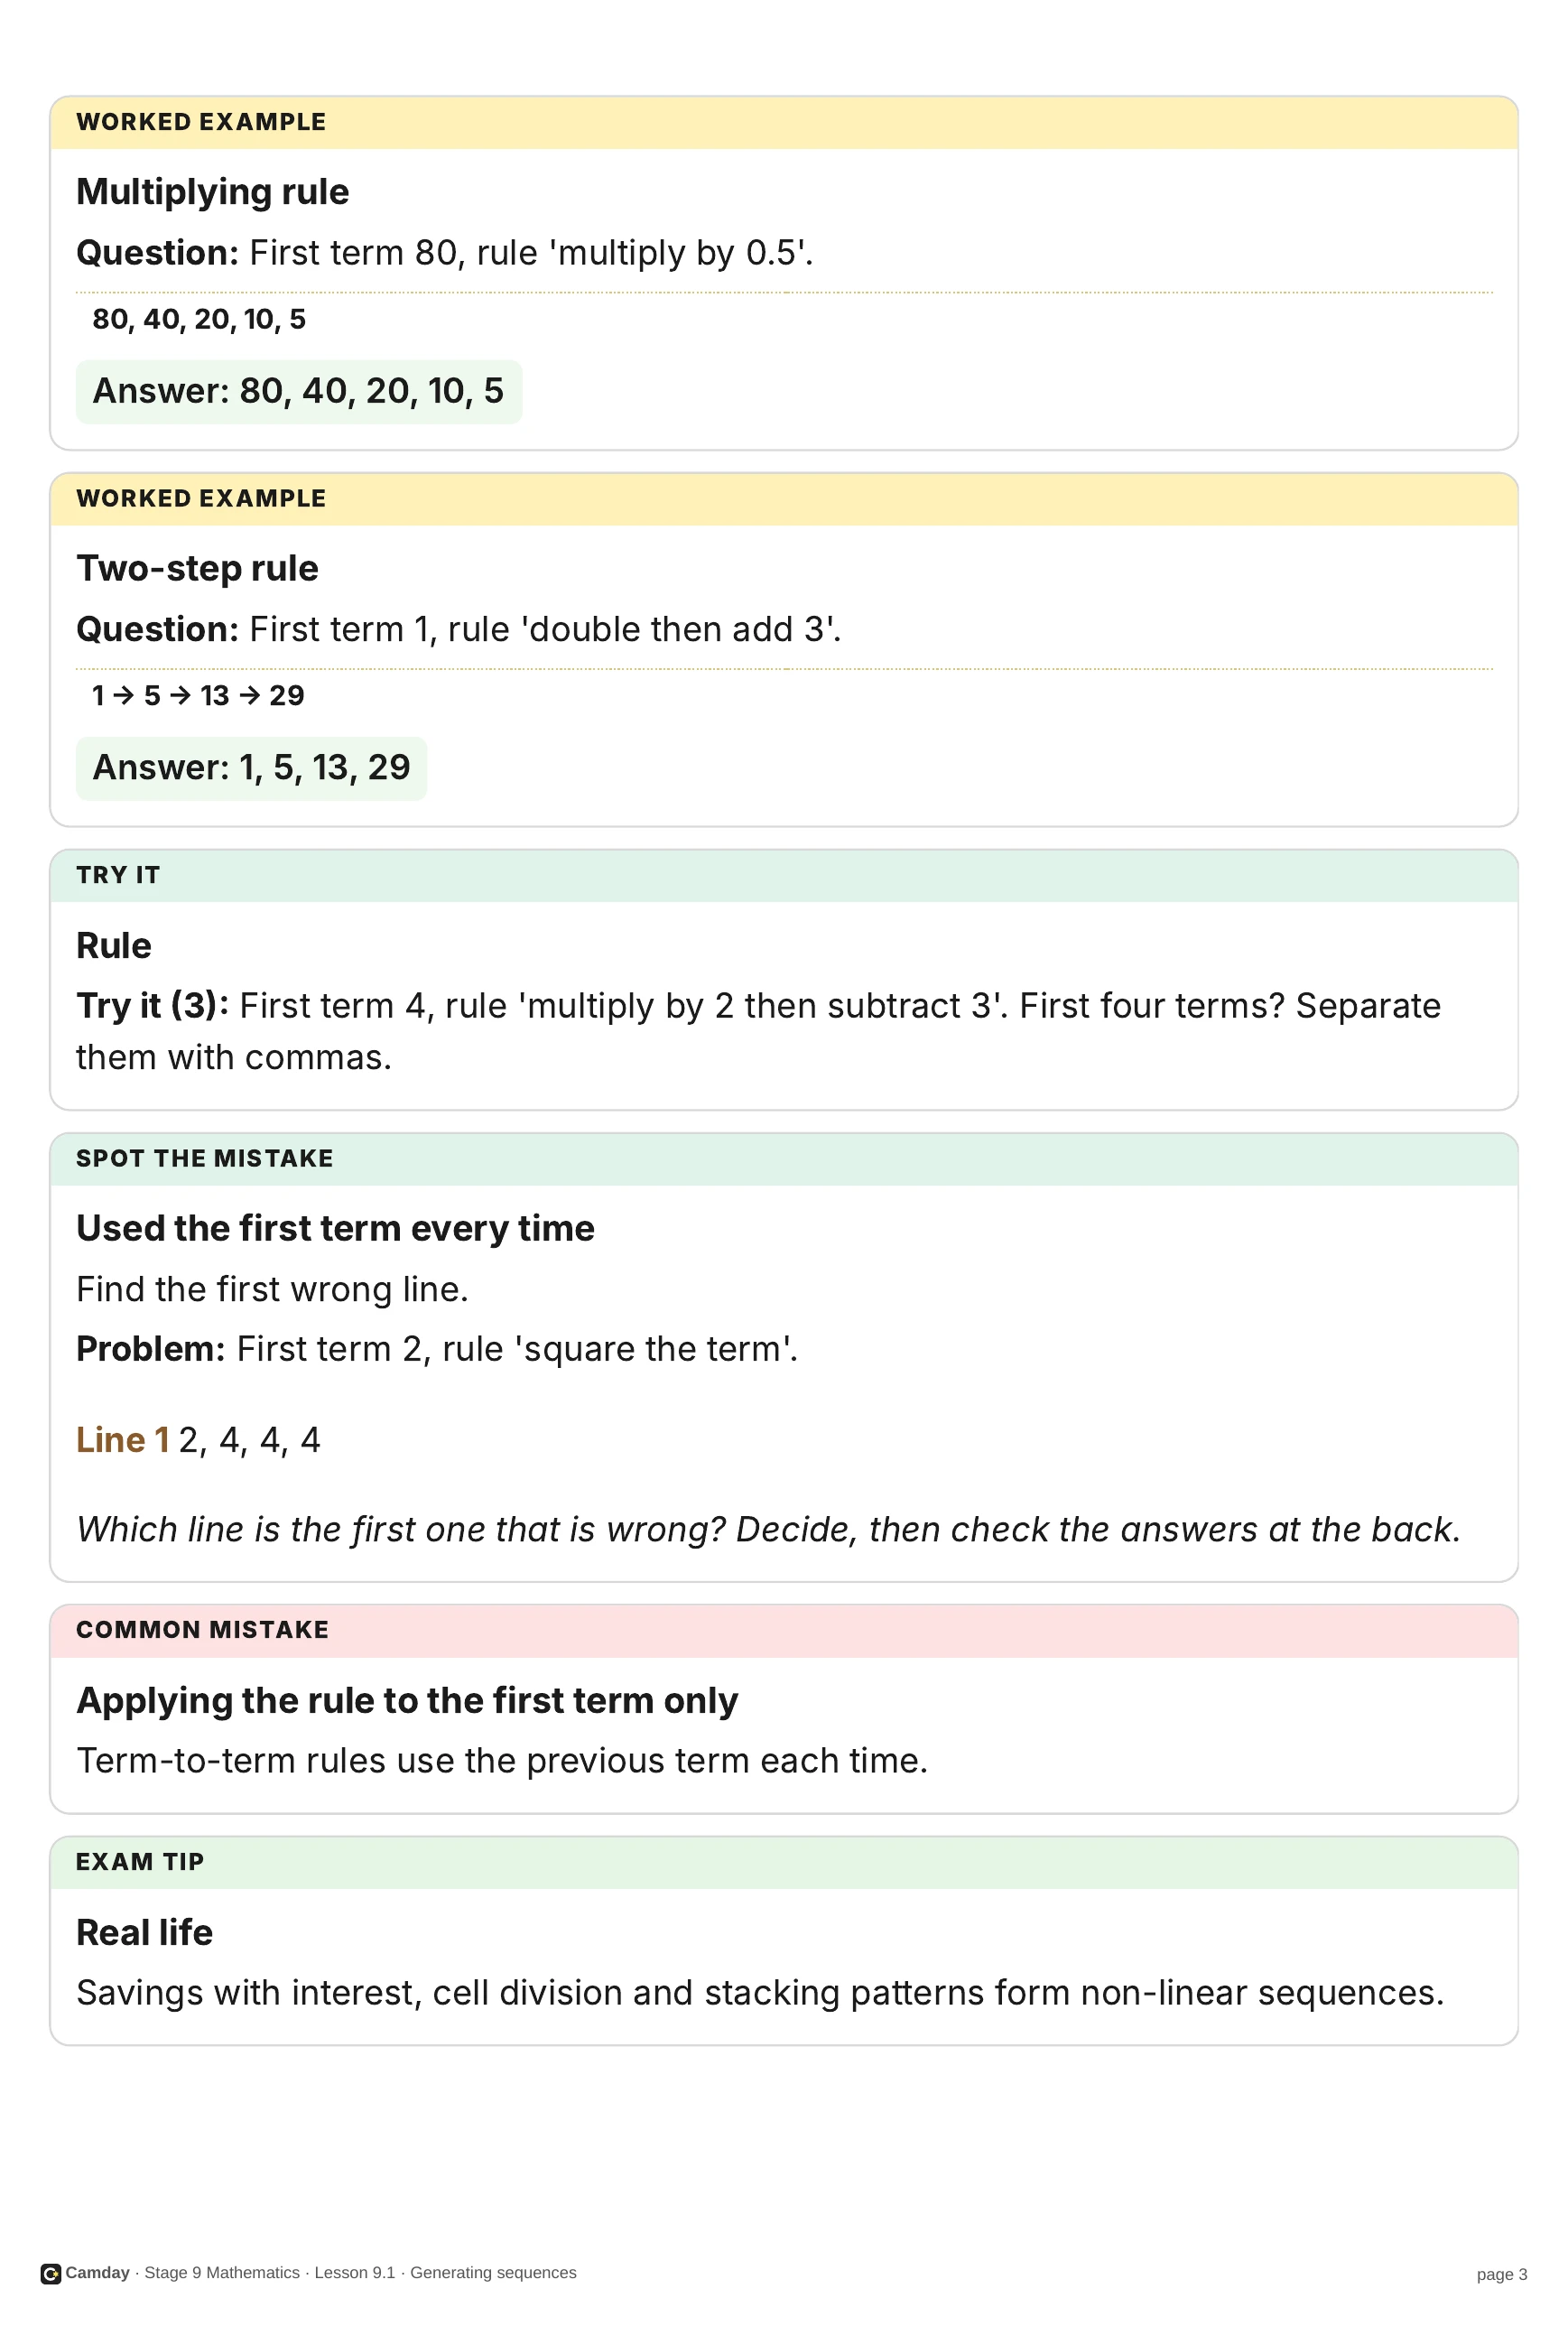 WORKED EXAMPLE
Multiplying rule
Question: First term 80, rule 'multiply by 0.5'.
80, 40, 20, 10, 5
Answer: 80, 40, 20, 10, 5
WORKED EXAMPLE
Two-step rule
Question: First term 1, rule 'double then add 3'.
1 → 5 → 13 → 29
Answer: 1, 5, 13, 29
TRY IT
Rule
Try it (3): First term 4, rule 'multiply by 2 then subtract 3'. First four terms? Separate
them with commas.
SPOT THE MISTAKE
Used the first term every time
Find the first wrong line.
Problem: First term 2, rule 'square the term'.
Line 1 2, 4, 4, 4
Which line is the first one that is wrong? Decide, then check the answers at the back.
COMMON MISTAKE
Applying the rule to the first term only
Term-to-term rules use the previous term each time.
EXAM TIP
Real life
Savings with interest, cell division and stacking patterns form non-linear sequences.
Camday · Stage 9 Mathematics · Lesson 9.1 · Generating sequences
page 3